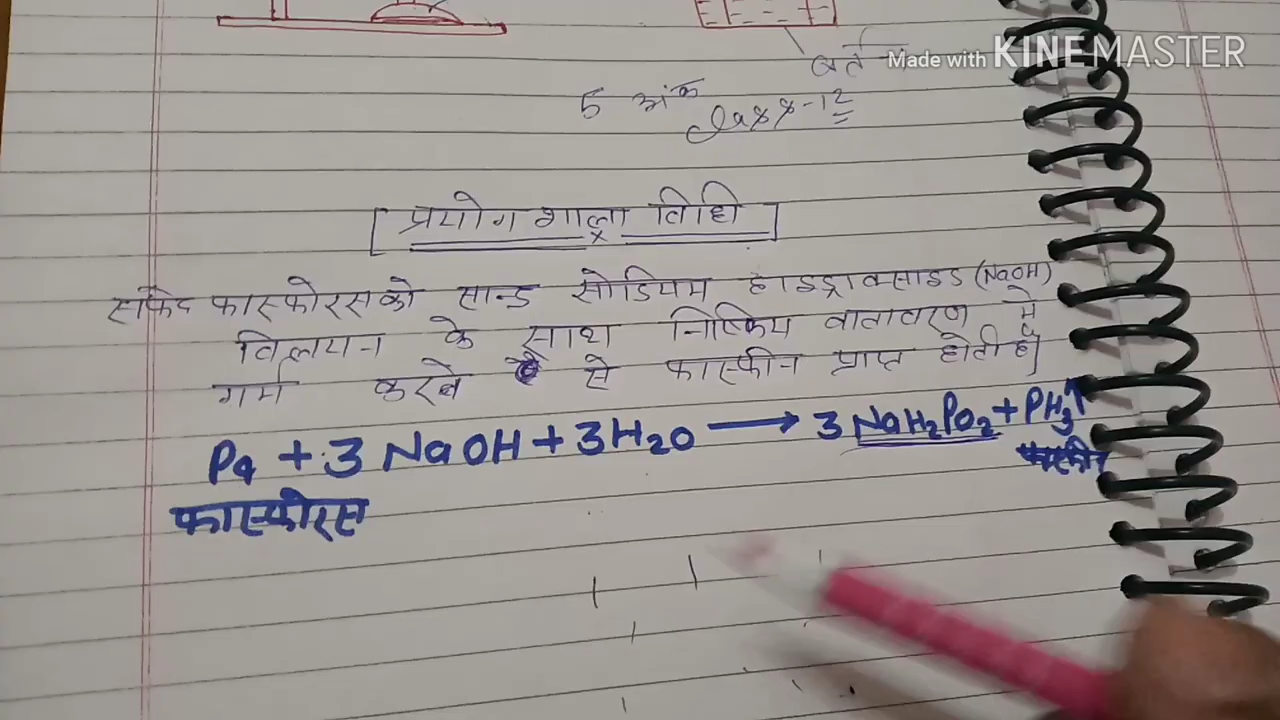 Made with KINEMASTER
बर्फ
5 अंक
Class-12
प्रयोगशाला विधि
सफेद फास्फोरस को सान्द्र सोडियम हाइड्राक्साइड (NaOH)
विलयन के साथ निष्क्रिय वातावरण में
गर्म करने से फास्फीन प्राप्त होती है|
P4 + 3 NaOH + 3H2O ⟶ 3 NaH2PO2 + PH3↑
फास्फोरस फास्फीन